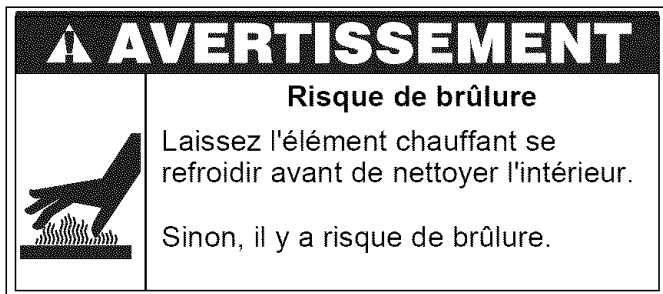 AVERTISSEMENT
Risque de brûlure
Laissez l'élément chauffant se
refroidir avant de nettoyer l'intérieur.
Sinon, il y a risque de brûlure.